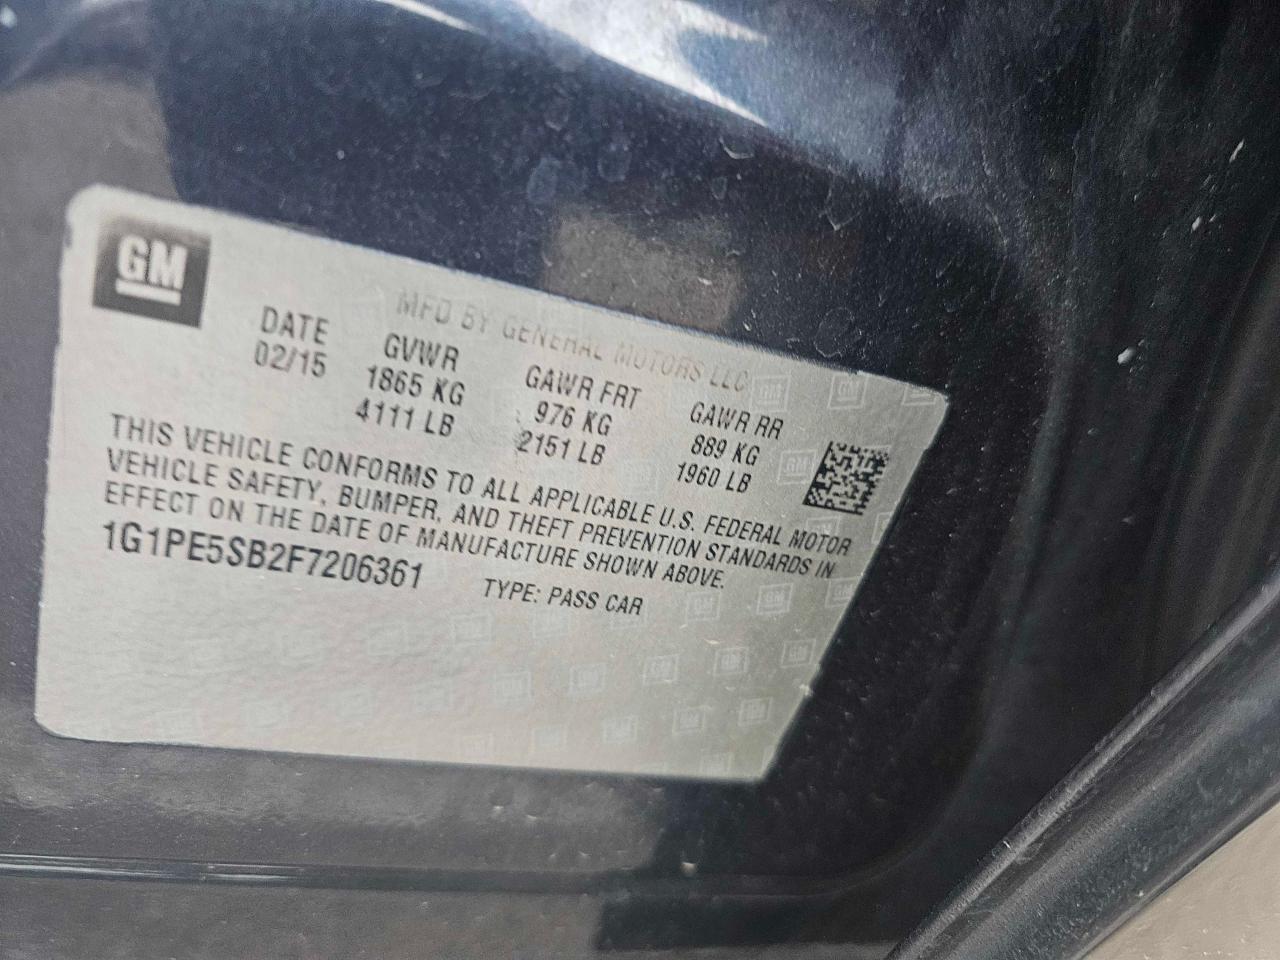 GM
MFD BY GENERAL MOTORS LLC
DATE GVWR GAWR FRT GAWR RR
02/15 1865 KG 976 KG 889 KG
4111 LB 2151 LB 1960 LB
THIS VEHICLE CONFORMS TO ALL APPLICABLE U.S. FEDERAL MOTOR
VEHICLE SAFETY, BUMPER, AND THEFT PREVENTION STANDARDS IN
EFFECT ON THE DATE OF MANUFACTURE SHOWN ABOVE.
1G1PE5SB2F7206361 TYPE: PASS CAR